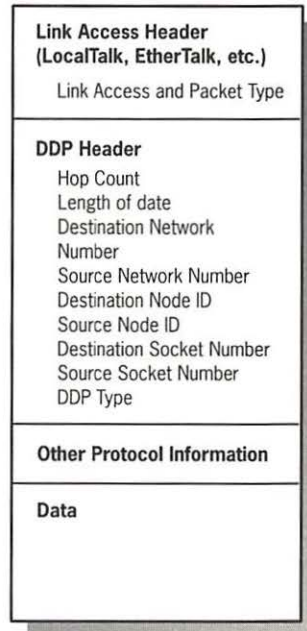 Link Access Header
(LocalTalk, EtherTalk, etc.)
Link Access and Packet Type
DDP Header
Hop Count
Length of date
Destination Network
Number
Source Network Number
Destination Node ID
Source Node ID
Destination Socket Number
Source Socket Number
DDP Type
Other Protocol Information
Data